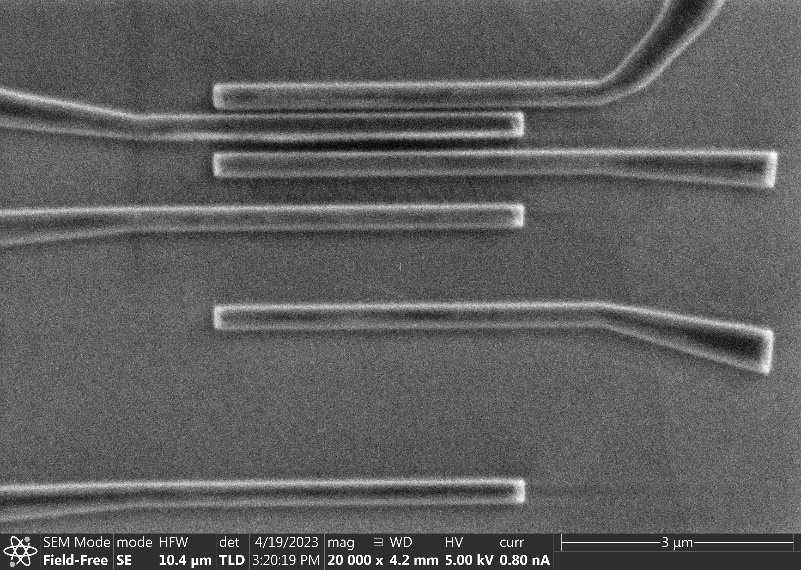 SEM Mode mode HFW det 4/19/2023 mag WD HV curr 3 µm
Field-Free SE 10.4 µm TLD 3:20:19 PM 20 000 x 4.2 mm 5.00 kV 0.80 nA